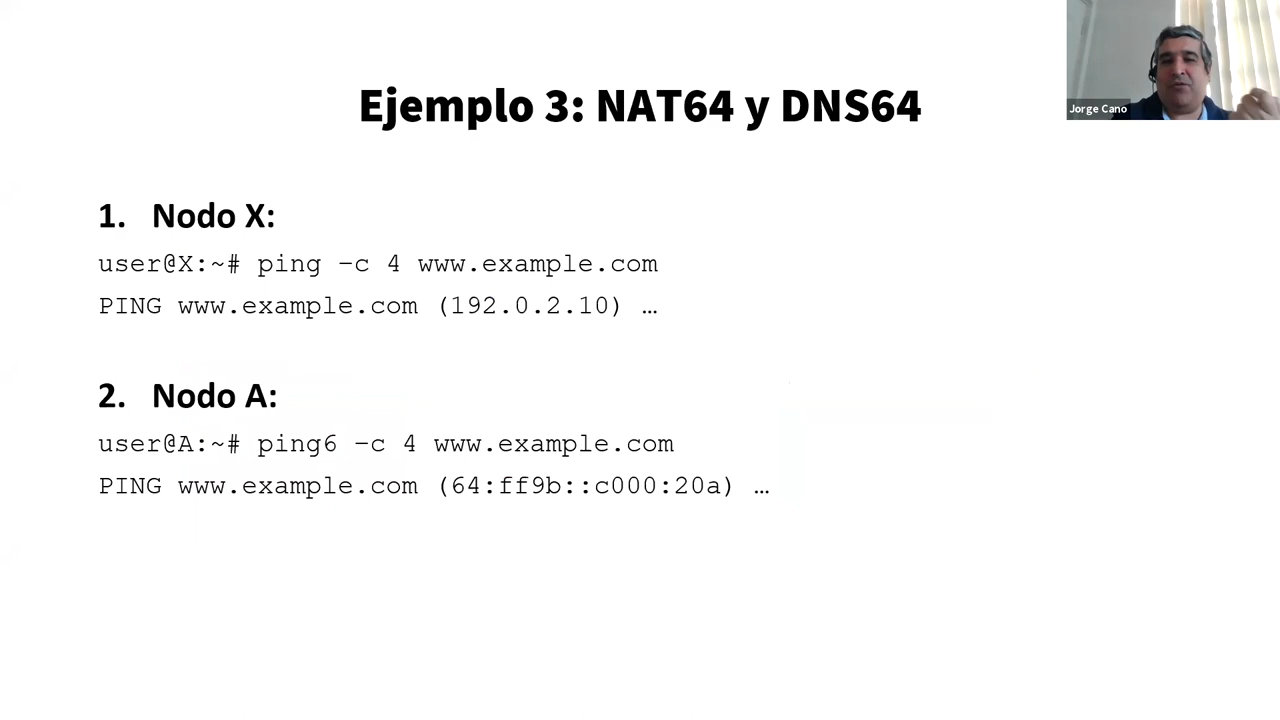 Jorge Cano
Ejemplo 3: NAT64 y DNS64
1. Nodo X:
user@X:~# ping –c 4 www.example.com
PING www.example.com (192.0.2.10) …
2. Nodo A:
user@A:~# ping6 –c 4 www.example.com
PING www.example.com (64:ff9b::c000:20a) …